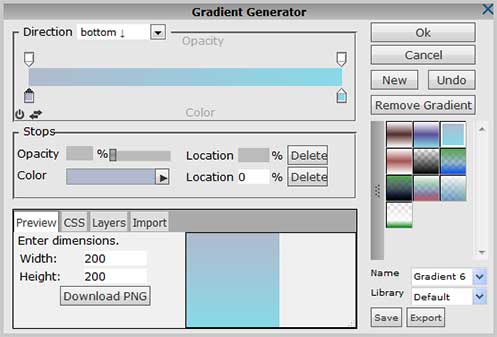 Gradient Generator
Direction bottom ↓
Opacity
Color
Stops
Opacity % Location % Delete
Color Location 0 % Delete
Preview CSS Layers Import
Enter dimensions.
Width: 200
Height: 200
Download PNG
Ok
Cancel
New Undo
Remove Gradient
Name Gradient 6
Library Default
Save Export